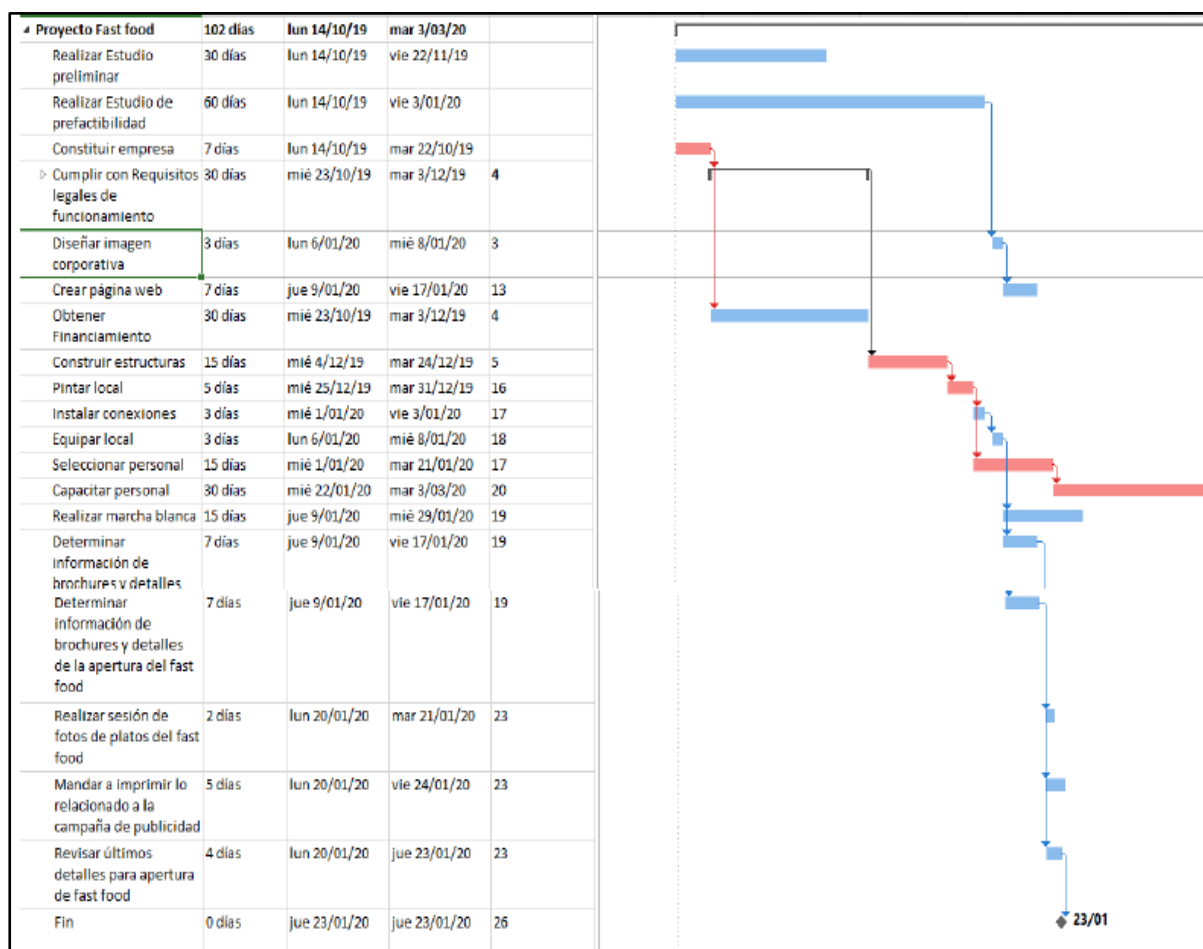 Proyecto Fast food 102 días lun 14/10/19 mar 3/03/20
Realizar Estudio 30 días lun 14/10/19 vie 22/11/19
preliminar
Realizar Estudio de 60 días lun 14/10/19 vie 3/01/20
prefactibilidad
Constituir empresa 7 días lun 14/10/19 mar 22/10/19
Cumplir con Requisitos 30 días mié 23/10/19 mar 3/12/19 4
legales de
funcionamiento
Diseñar imagen 3 días lun 6/01/20 mié 8/01/20 3
corporativa
Crear página web 7 días jue 9/01/20 vie 17/01/20 13
Obtener 30 días mié 23/10/19 mar 3/12/19 4
Financiamiento
Construir estructuras 15 días mié 4/12/19 mar 24/12/19 5
Pintar local 5 días mié 25/12/19 mar 31/12/19 16
Instalar conexiones 3 días mié 1/01/20 vie 3/01/20 17
Equipar local 3 días lun 6/01/20 mié 8/01/20 18
Seleccionar personal 15 días mié 1/01/20 mar 21/01/20 17
Capacitar personal 30 días mié 22/01/20 mar 3/03/20 20
Realizar marcha blanca 15 días jue 9/01/20 mié 29/01/20 19
Determinar 7 días jue 9/01/20 vie 17/01/20 19
información de
brochures y detalles
Determinar 7 días jue 9/01/20 vie 17/01/20 19
información de
brochures y detalles
de la apertura del fast
food
Realizar sesión de 2 días lun 20/01/20 mar 21/01/20 23
fotos de platos del fast
food
Mandar a imprimir lo 5 días lun 20/01/20 vie 24/01/20 23
relacionado a la
campaña de publicidad
Revisar últimos 4 días lun 20/01/20 jue 23/01/20 23
detalles para apertura
de fast food
Fin 0 días jue 23/01/20 jue 23/01/20 26
23/01